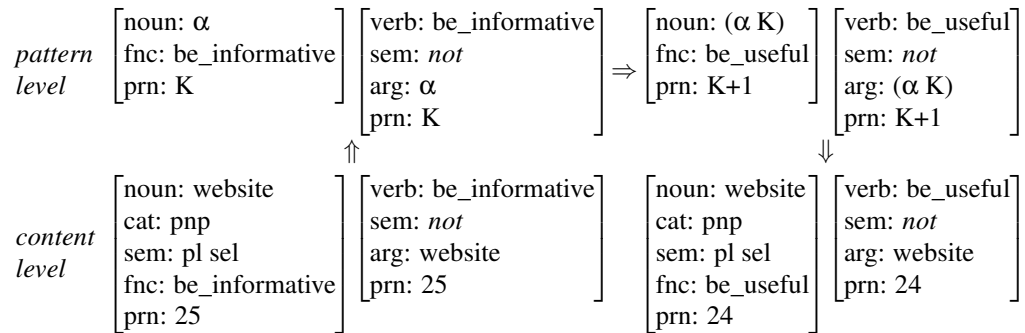 pattern level
[noun: α
fnc: be_informative
prn: K]
[verb: be_informative
sem: not
arg: α
prn: K]
⇒
[noun: (α K)
fnc: be_useful
prn: K+1]
[verb: be_useful
sem: not
arg: (α K)
prn: K+1]
⇑ ⇓
content level
[noun: website
cat: pnp
sem: pl sel
fnc: be_informative
prn: 25]
[verb: be_informative
sem: not
arg: website
prn: 25]
[noun: website
cat: pnp
sem: pl sel
fnc: be_useful
prn: 24]
[verb: be_useful
sem: not
arg: website
prn: 24]